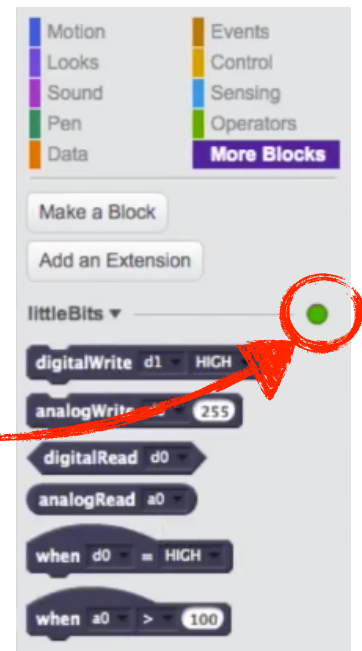 Motion
Events
Looks
Control
Sound
Sensing
Pen
Operators
Data
More Blocks
Make a Block
Add an Extension
littleBits
digitalWrite d1 HIGH
analogWrite 255
digitalRead d0
analogRead a0
when d0 = HIGH
when a0 > 100